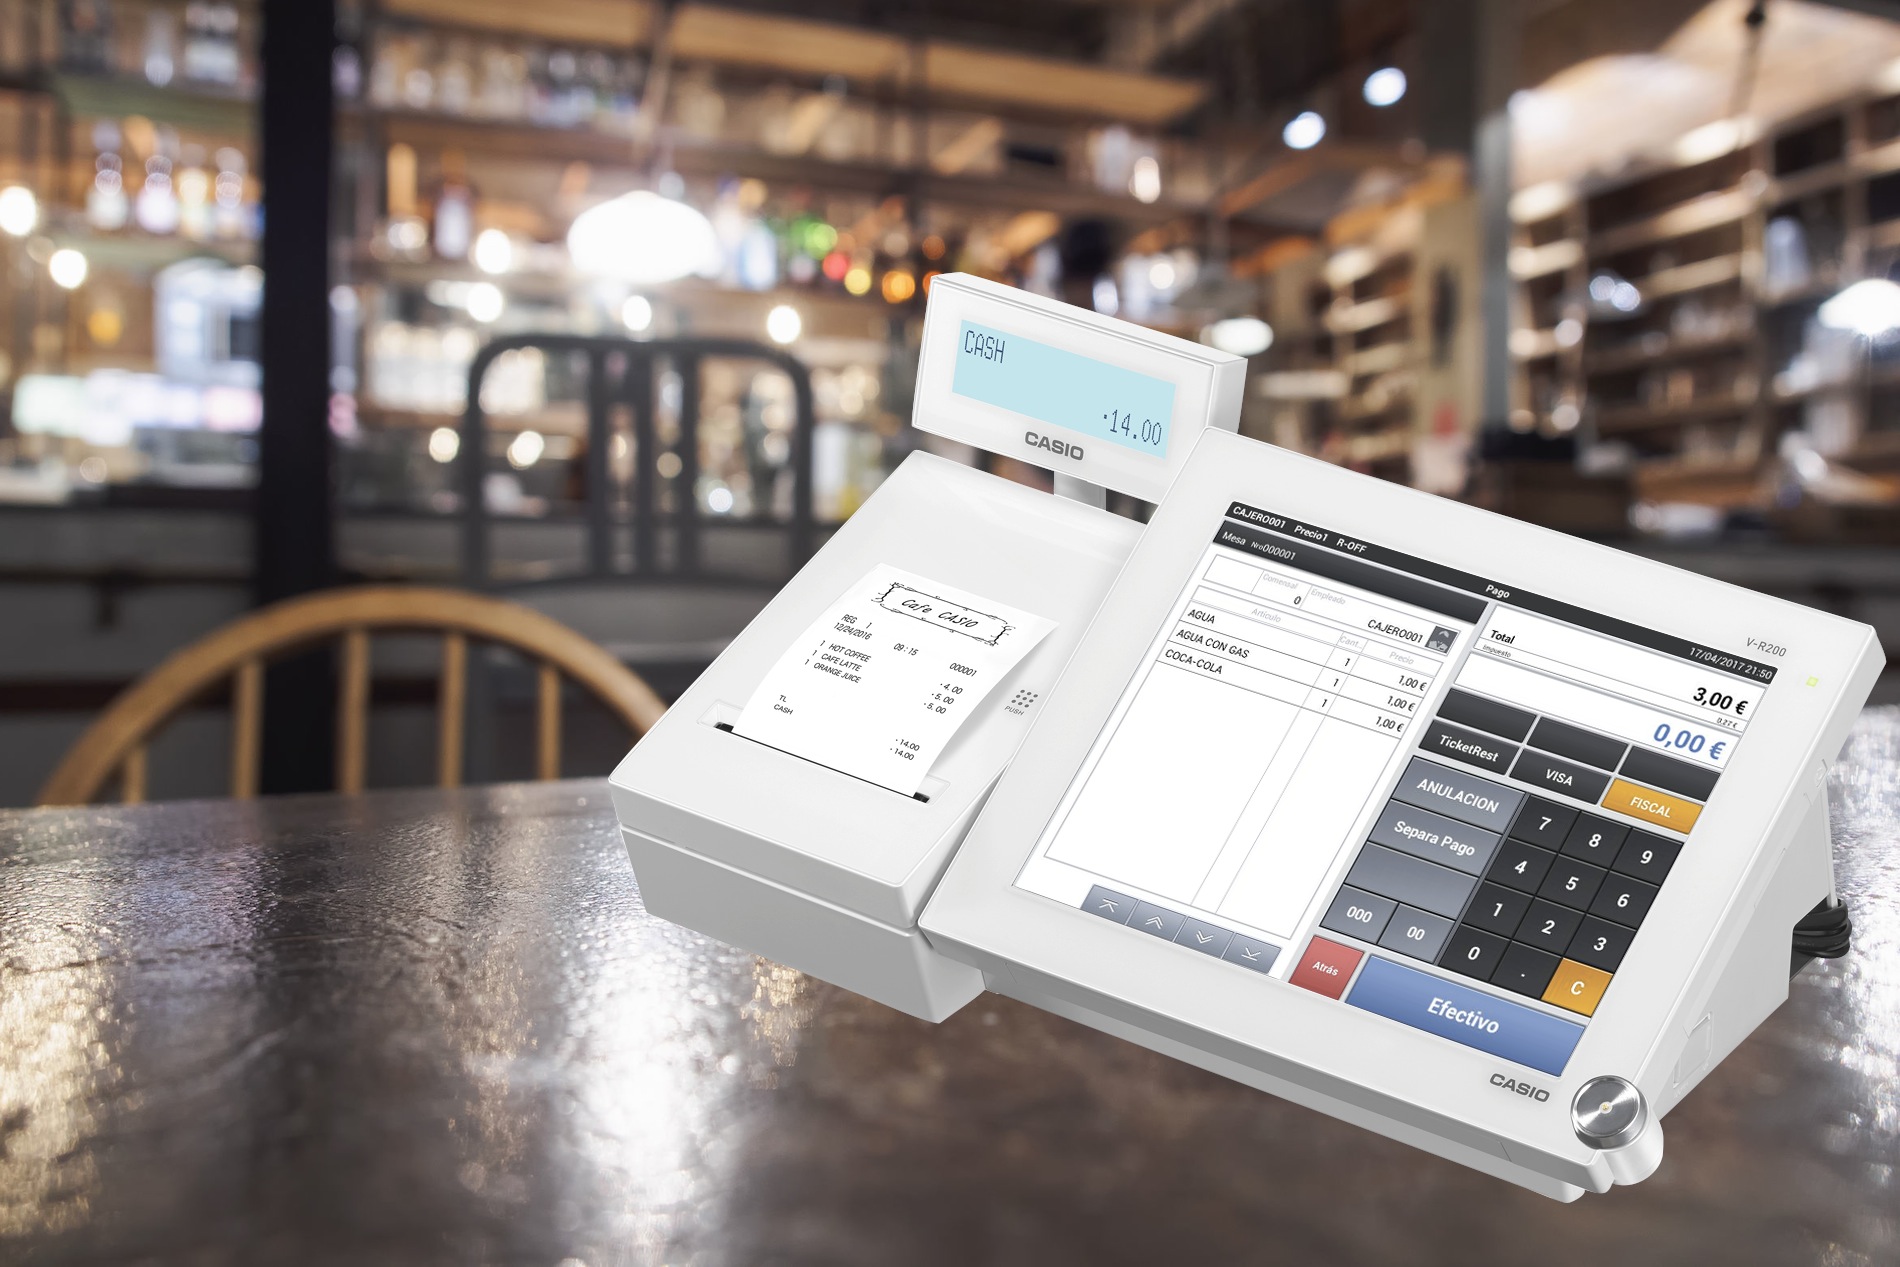 CASH
·14.00
CASIO
Cafe CASIO
REG 1
12/24/2016 09:15 000001
1 HOT COFFEE ·4.00
1 CAFE LATTE ·5.00
1 ORANGE JUICE ·5.00
TL ·14.00
CASH ·14.00
PUSH
V-R200
CAJERO001 Precio1 R-OFF Pago 17/04/2017 21:50
Mesa Nro000001
Comensal Empleado
0 CAJERO001
Artículo Cant. Precio
AGUA 1 1,00 €
AGUA CON GAS 1 1,00 €
COCA-COLA 1 1,00 €
Total 3,00 €
Impuesto 0,27 €
0,00 €
TicketRest VISA FISCAL
ANULACION
Separa Pago
7 8 9
4 5 6
1 2 3
000 00 0 . C
Atrás Efectivo
CASIO